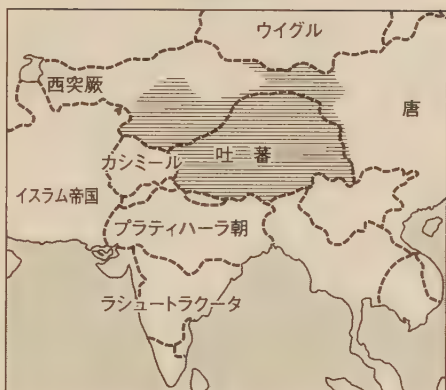 ウイグル
西突厥
唐
カシミール
吐蕃
イスラム帝国
プラティハーラ朝
ラシュートラクータ